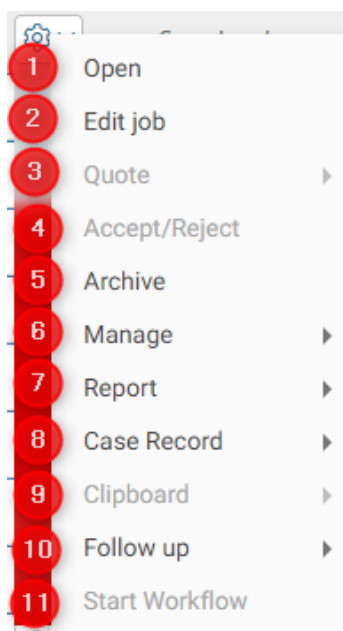 1 Open
2 Edit job
3 Quote
4 Accept/Reject
5 Archive
6 Manage
7 Report
8 Case Record
9 Clipboard
10 Follow up
11 Start Workflow